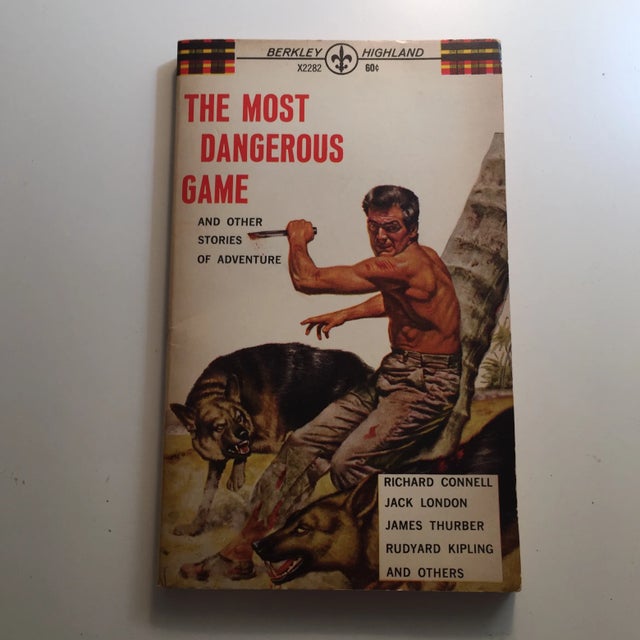 BERKLEY HIGHLAND
X2282 60¢
THE MOST
DANGEROUS
GAME
AND OTHER
STORIES
OF ADVENTURE
RICHARD CONNELL
JACK LONDON
JAMES THURBER
RUDYARD KIPLING
AND OTHERS